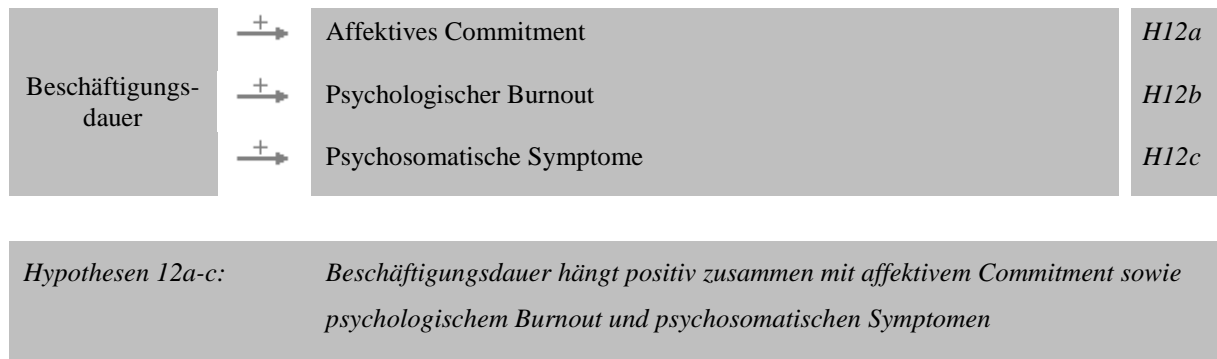 + Affektives Commitment H12a
Beschäftigungs-
dauer
+ Psychologischer Burnout H12b
+ Psychosomatische Symptome H12c
Hypothesen 12a-c: Beschäftigungsdauer hängt positiv zusammen mit affektivem Commitment sowie
psychologischem Burnout und psychosomatischen Symptomen